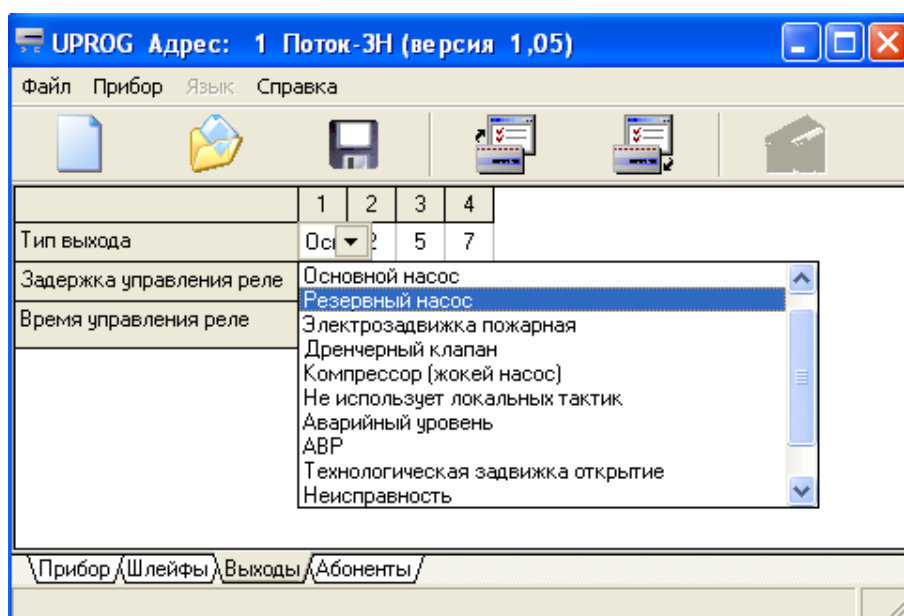 UPROG Адрес: 1 Поток-3Н (версия 1,05)
Файл Прибор Язык Справка
1 2 3 4
Тип выхода 2 5 7
Задержка управления реле
Время управления реле
Основной насос
Резервный насос
Электрозадвижка пожарная
Дренчерный клапан
Компрессор (жокей насос)
Не использует локальных тактик
Аварийный уровень
АВР
Технологическая задвижка открытие
Неисправность
Прибор Шлейфы Выходы Абоненты